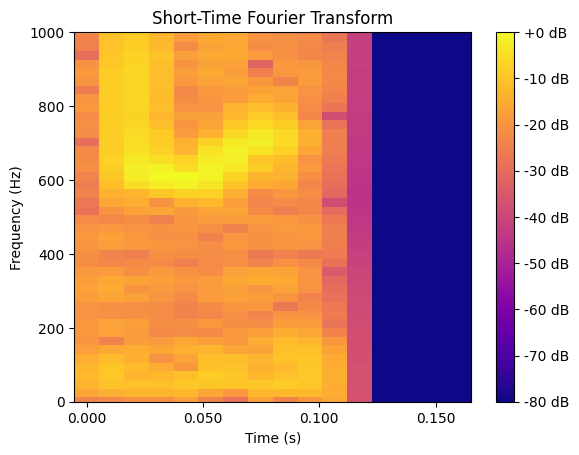 Short-Time Fourier Transform
1000
800
600
400
200
0
Frequency (Hz)
0.000
0.050
0.100
0.150
Time (s)
+0 dB
-10 dB
-20 dB
-30 dB
-40 dB
-50 dB
-60 dB
-70 dB
-80 dB